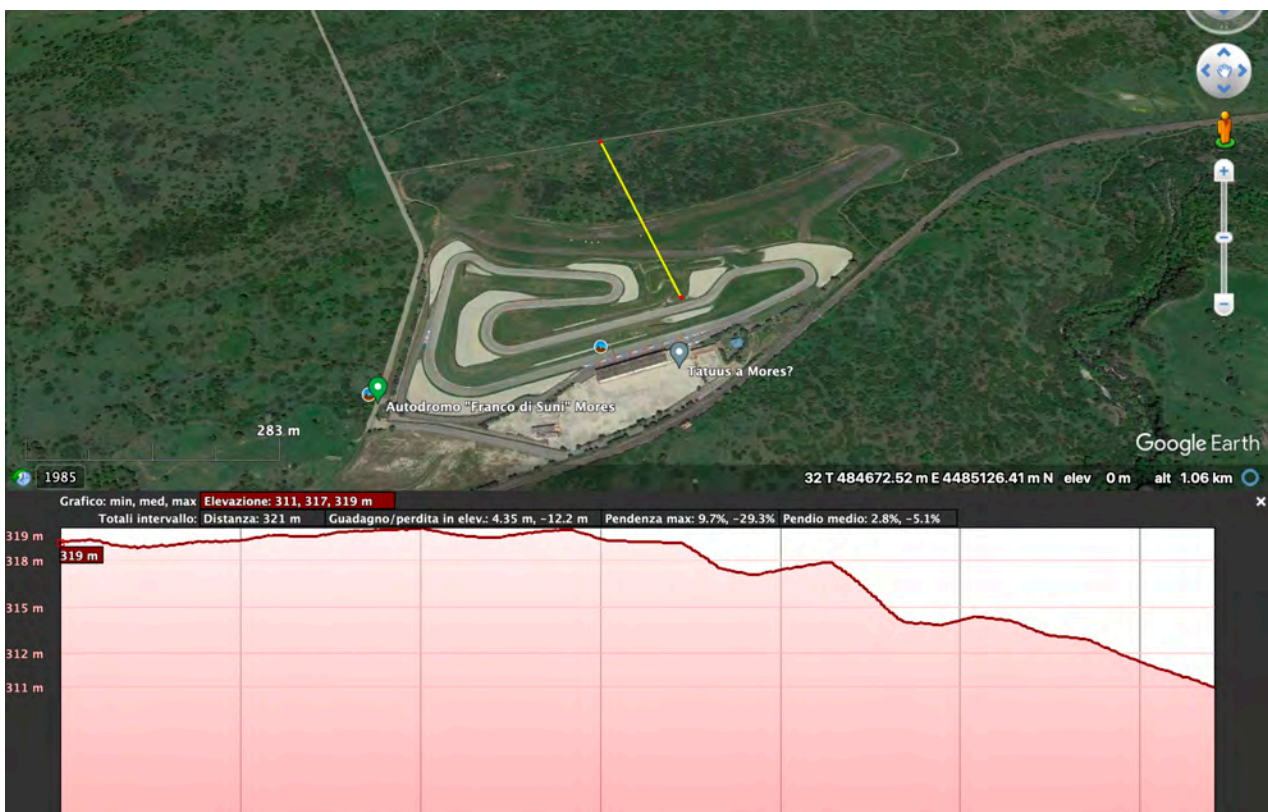 Tatuus a Mores?
Autodromo "Franco di Suni" Mores
283 m
Google Earth
1985
32 T 484672.52 m E 4485126.41 m N elev 0 m alt 1.06 km
Grafico: min, med, max Elevazione: 311, 317, 319 m
Totali intervallo: Distanza: 321 m Guadagno/perdita in elev.: 4.35 m, -12.2 m Pendenza max: 9.7%, -29.3% Pendio medio: 2.8%, -5.1%
319 m
319 m
318 m
315 m
312 m
311 m